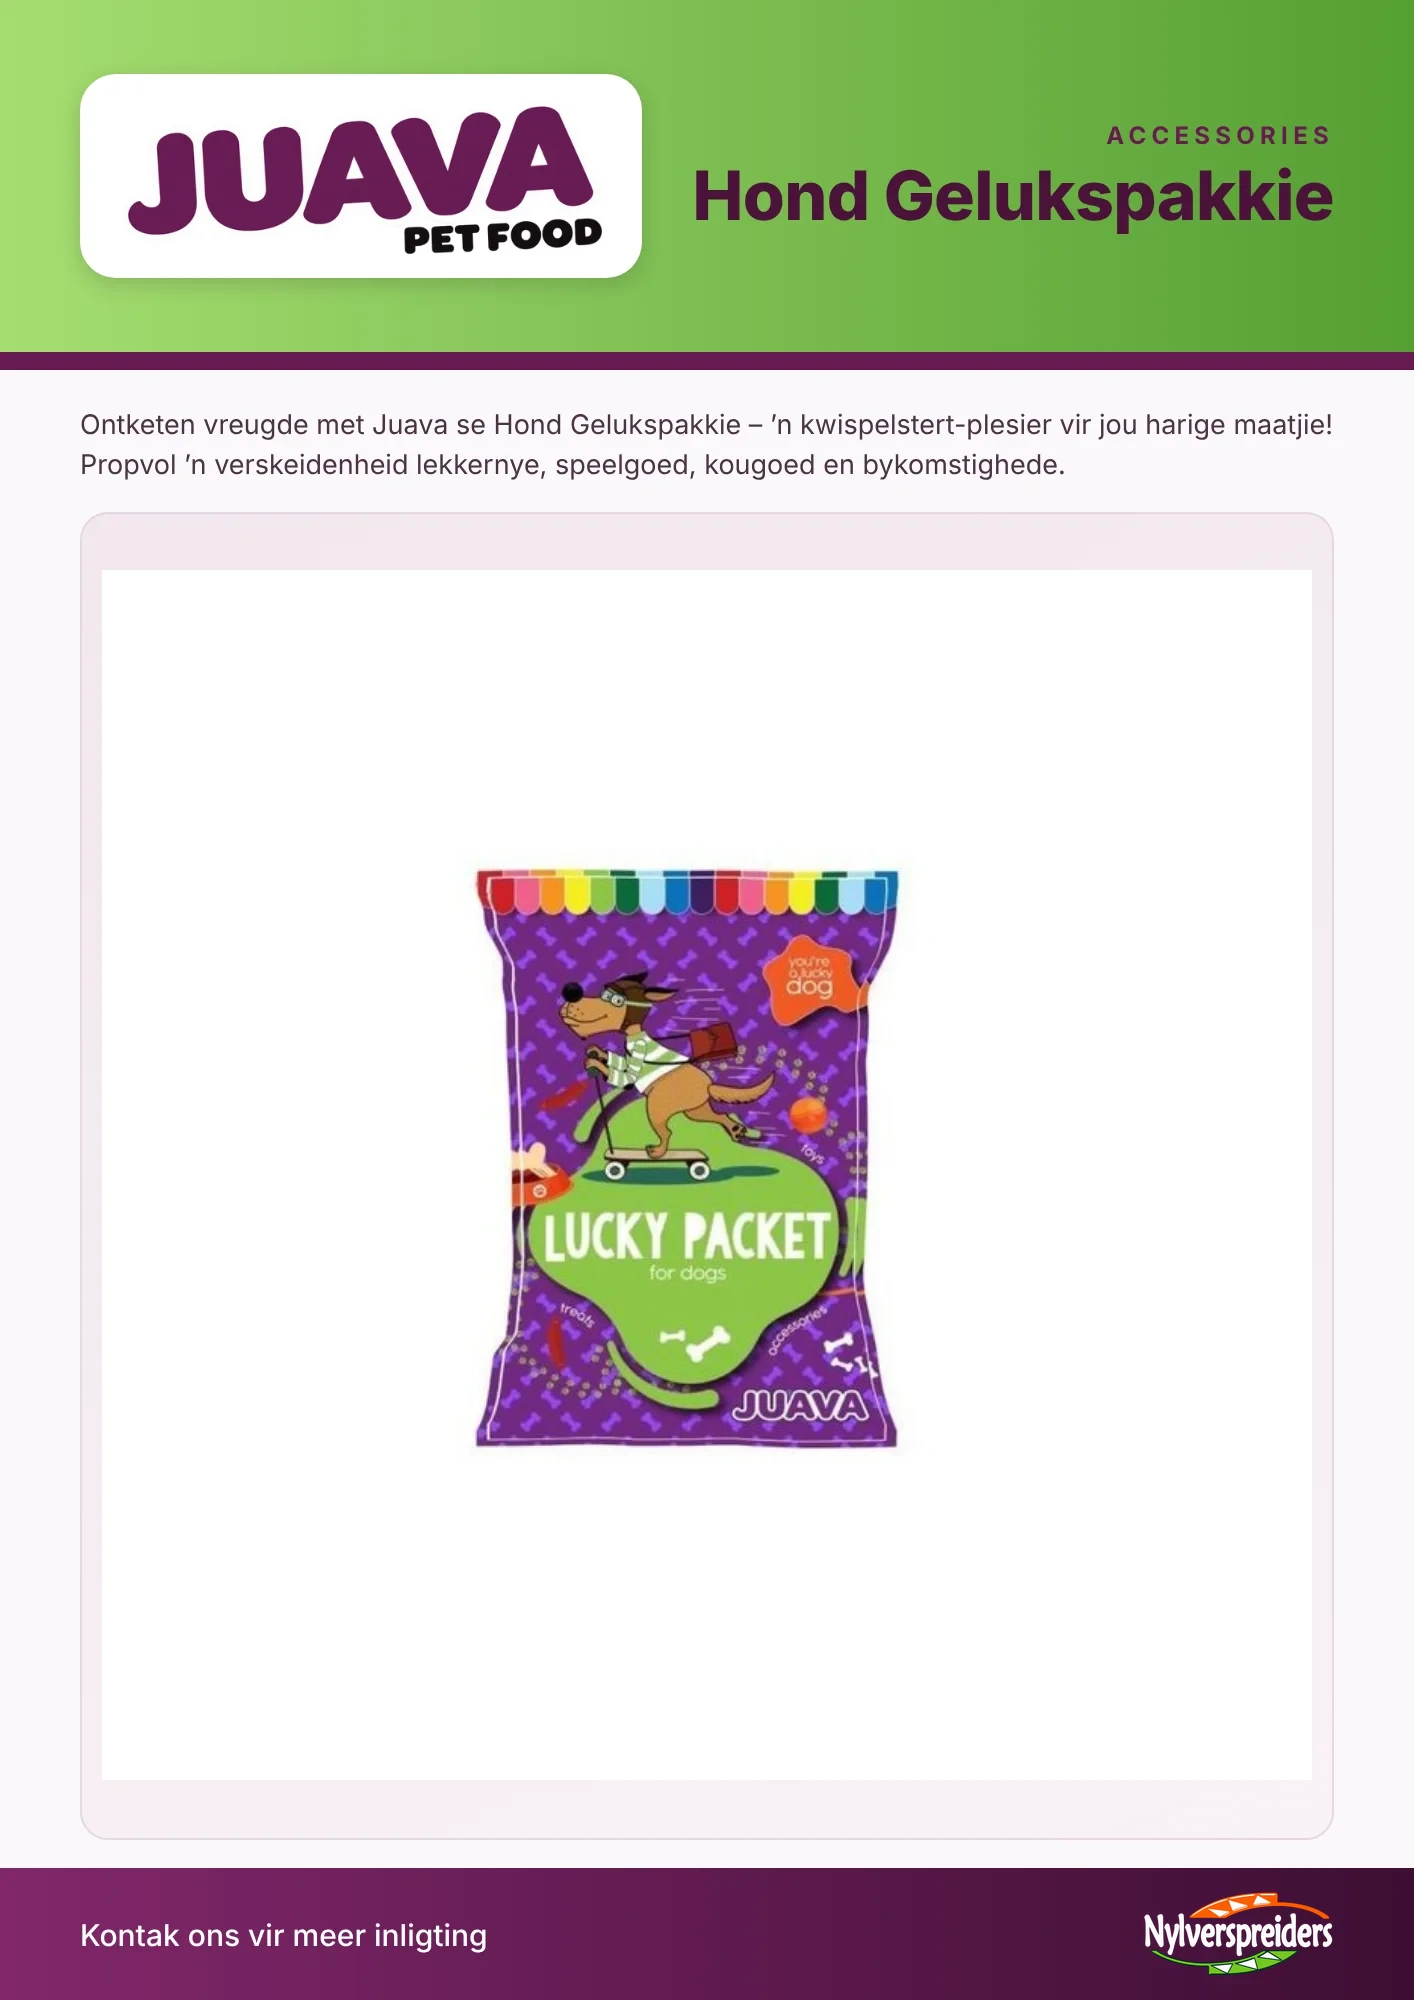 JUAVA
PET FOOD
ACCESSORIES
Hond Gelukspakkie
Ontketen vreugde met Juava se Hond Gelukspakkie – ’n kwispelstert-plesier vir jou harige maatjie!
Propvol ’n verskeidenheid lekkernye, speelgoed, kougoed en bykomstighede.
you're
a lucky
dog
toys
LUCKY PACKET
for dogs
treats
accessories
JUAVA
Kontak ons vir meer inligting
Nylverspreiders